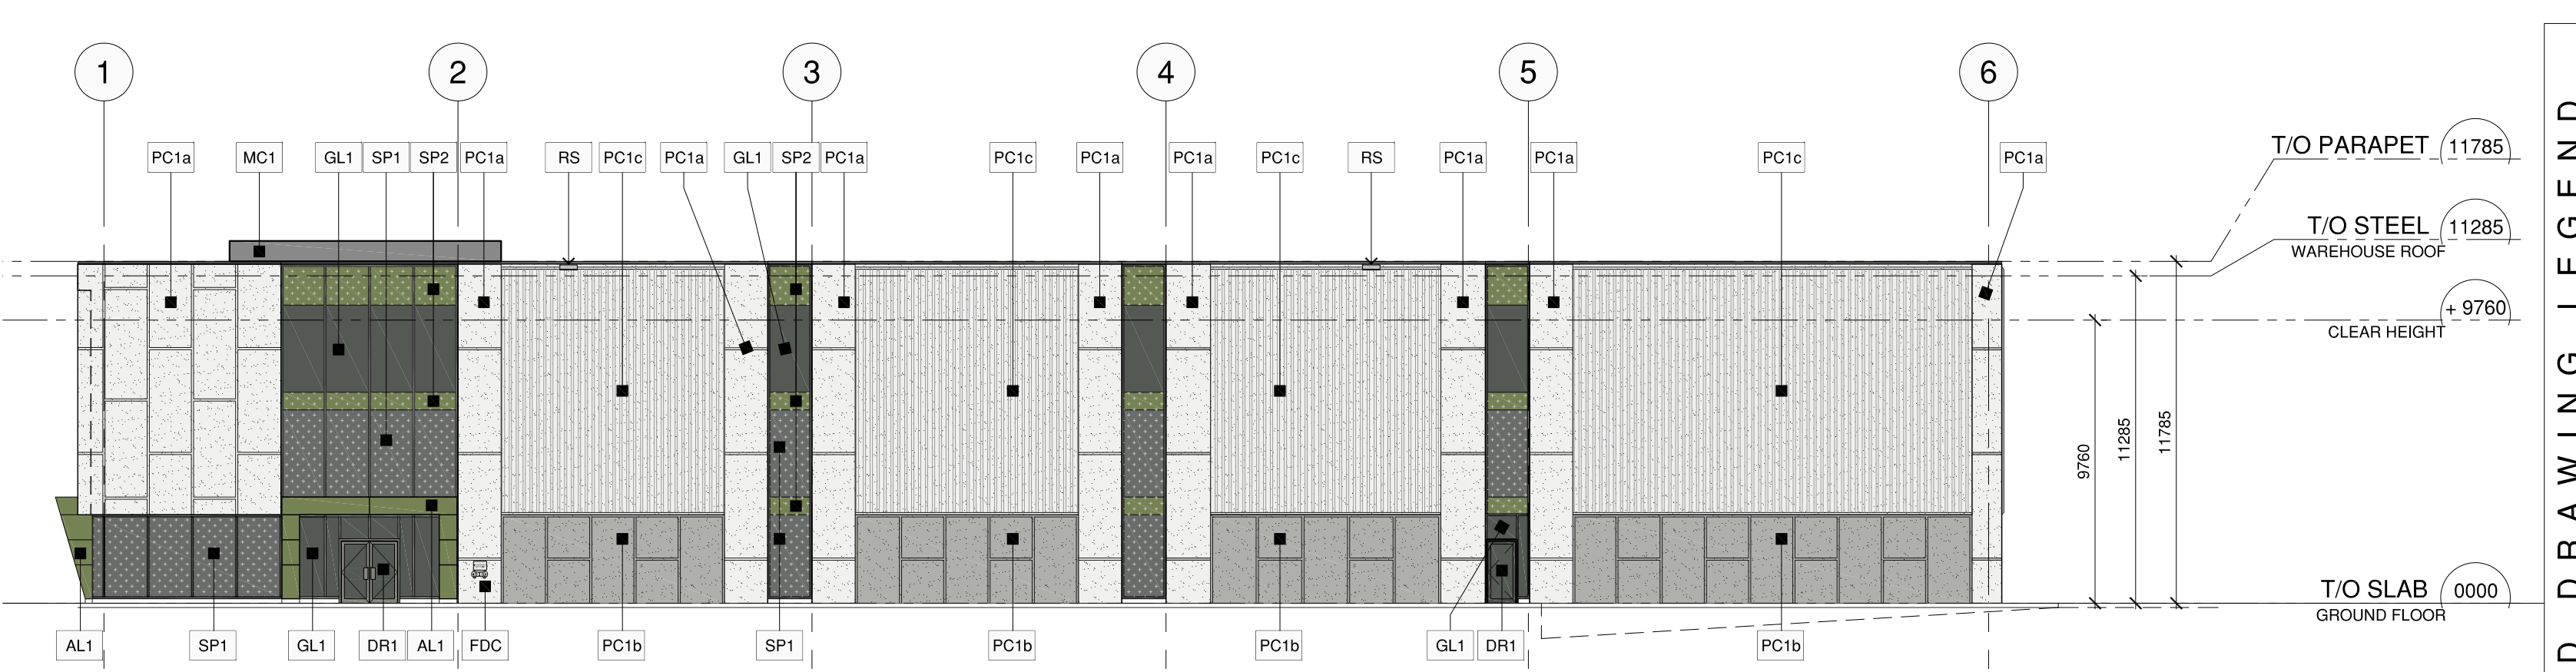 1 2 3 4 5 6
T/O PARAPET 11785
PC1a MC1 GL1 SP1 SP2 PC1a RS PC1c PC1a GL1 SP2 PC1a PC1c PC1a PC1a PC1c RS PC1a PC1a PC1c PC1a
T/O STEEL 11285
WAREHOUSE ROOF
+ 9760
CLEAR HEIGHT
9760
11285
11785
T/O SLAB 0000
GROUND FLOOR
AL1 SP1 GL1 DR1 AL1 FDC PC1b SP1 PC1b PC1b GL1 DR1 PC1b
D DRAWING LEGEND